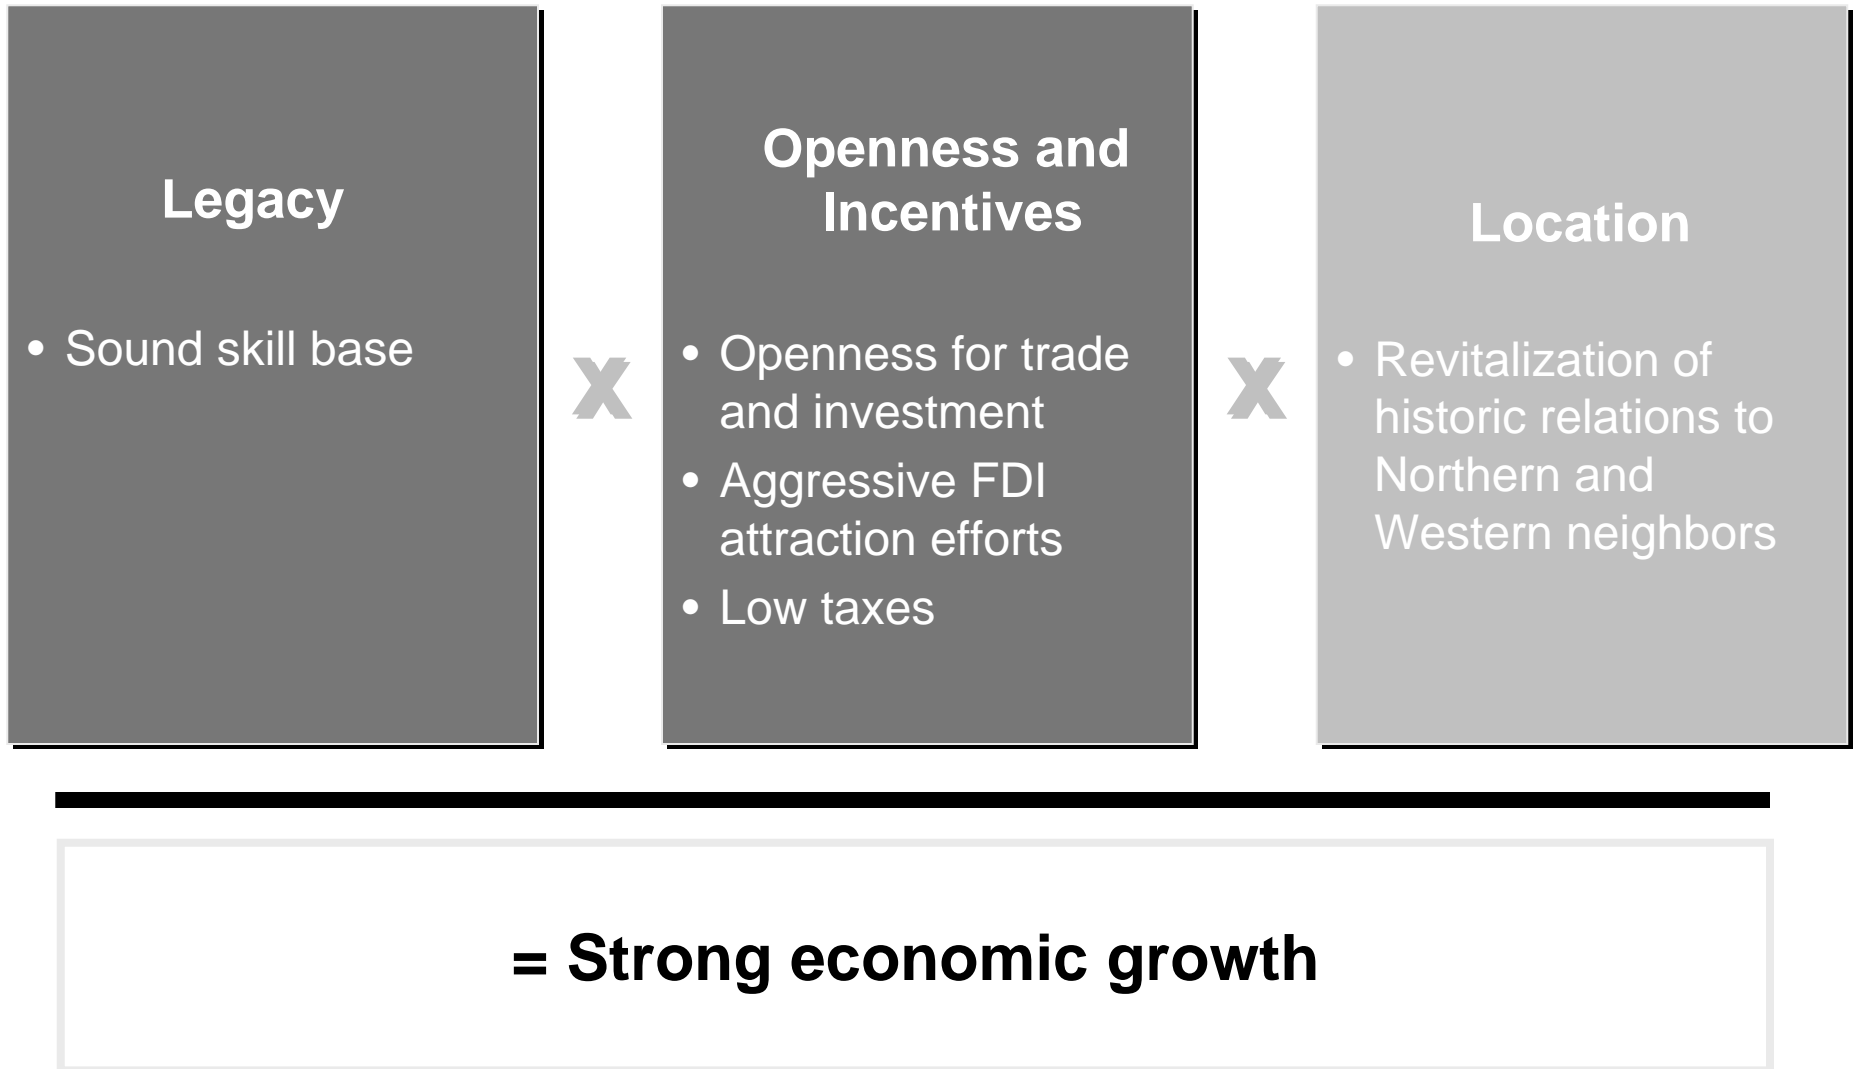 Legacy
• Sound skill base
x
Openness and
Incentives
• Openness for trade
and investment
• Aggressive FDI
attraction efforts
• Low taxes
x
Location
• Revitalization of
historic relations to
Northern and
Western neighbors
= Strong economic growth